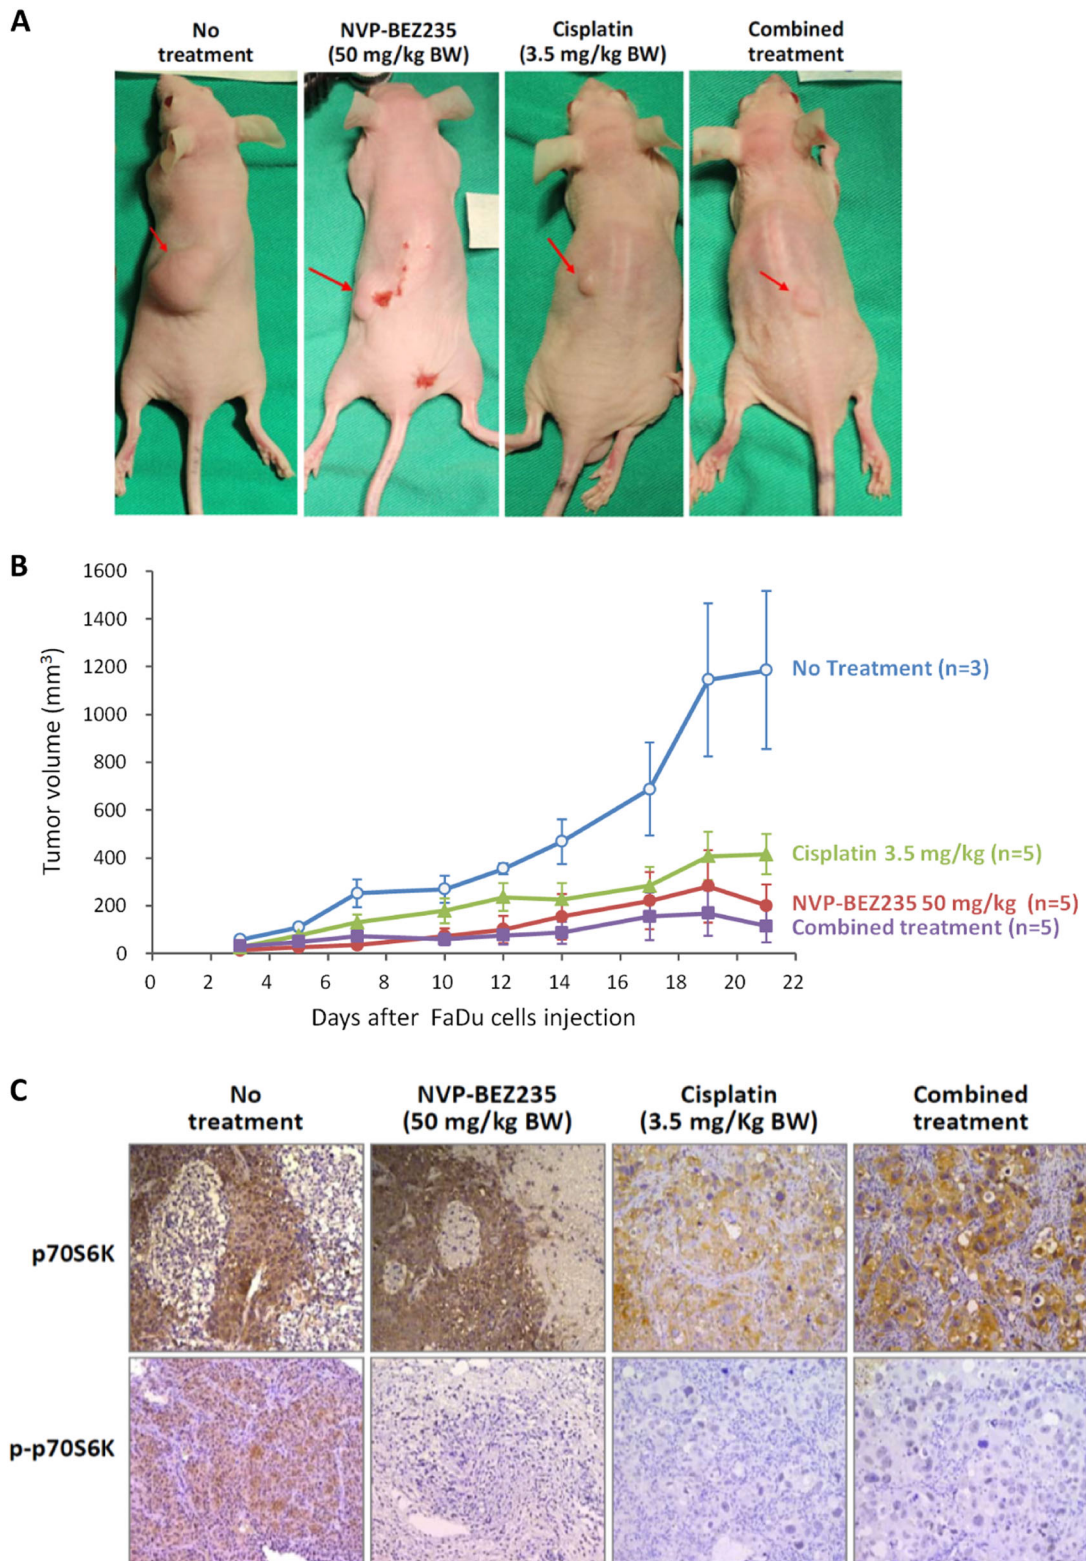 A
No treatment
NVP-BEZ235 (50 mg/kg BW)
Cisplatin (3.5 mg/kg BW)
Combined treatment
B
1600
1400
1200
1000
800
600
400
200
0
Tumor volume (mm³)
No Treatment (n=3)
Cisplatin 3.5 mg/kg (n=5)
NVP-BEZ235 50 mg/kg (n=5)
Combined treatment (n=5)
0 2 4 6 8 10 12 14 16 18 20 22
Days after FaDu cells injection
C
No treatment
NVP-BEZ235 (50 mg/kg BW)
Cisplatin (3.5 mg/Kg BW)
Combined treatment
p70S6K
p-p70S6K